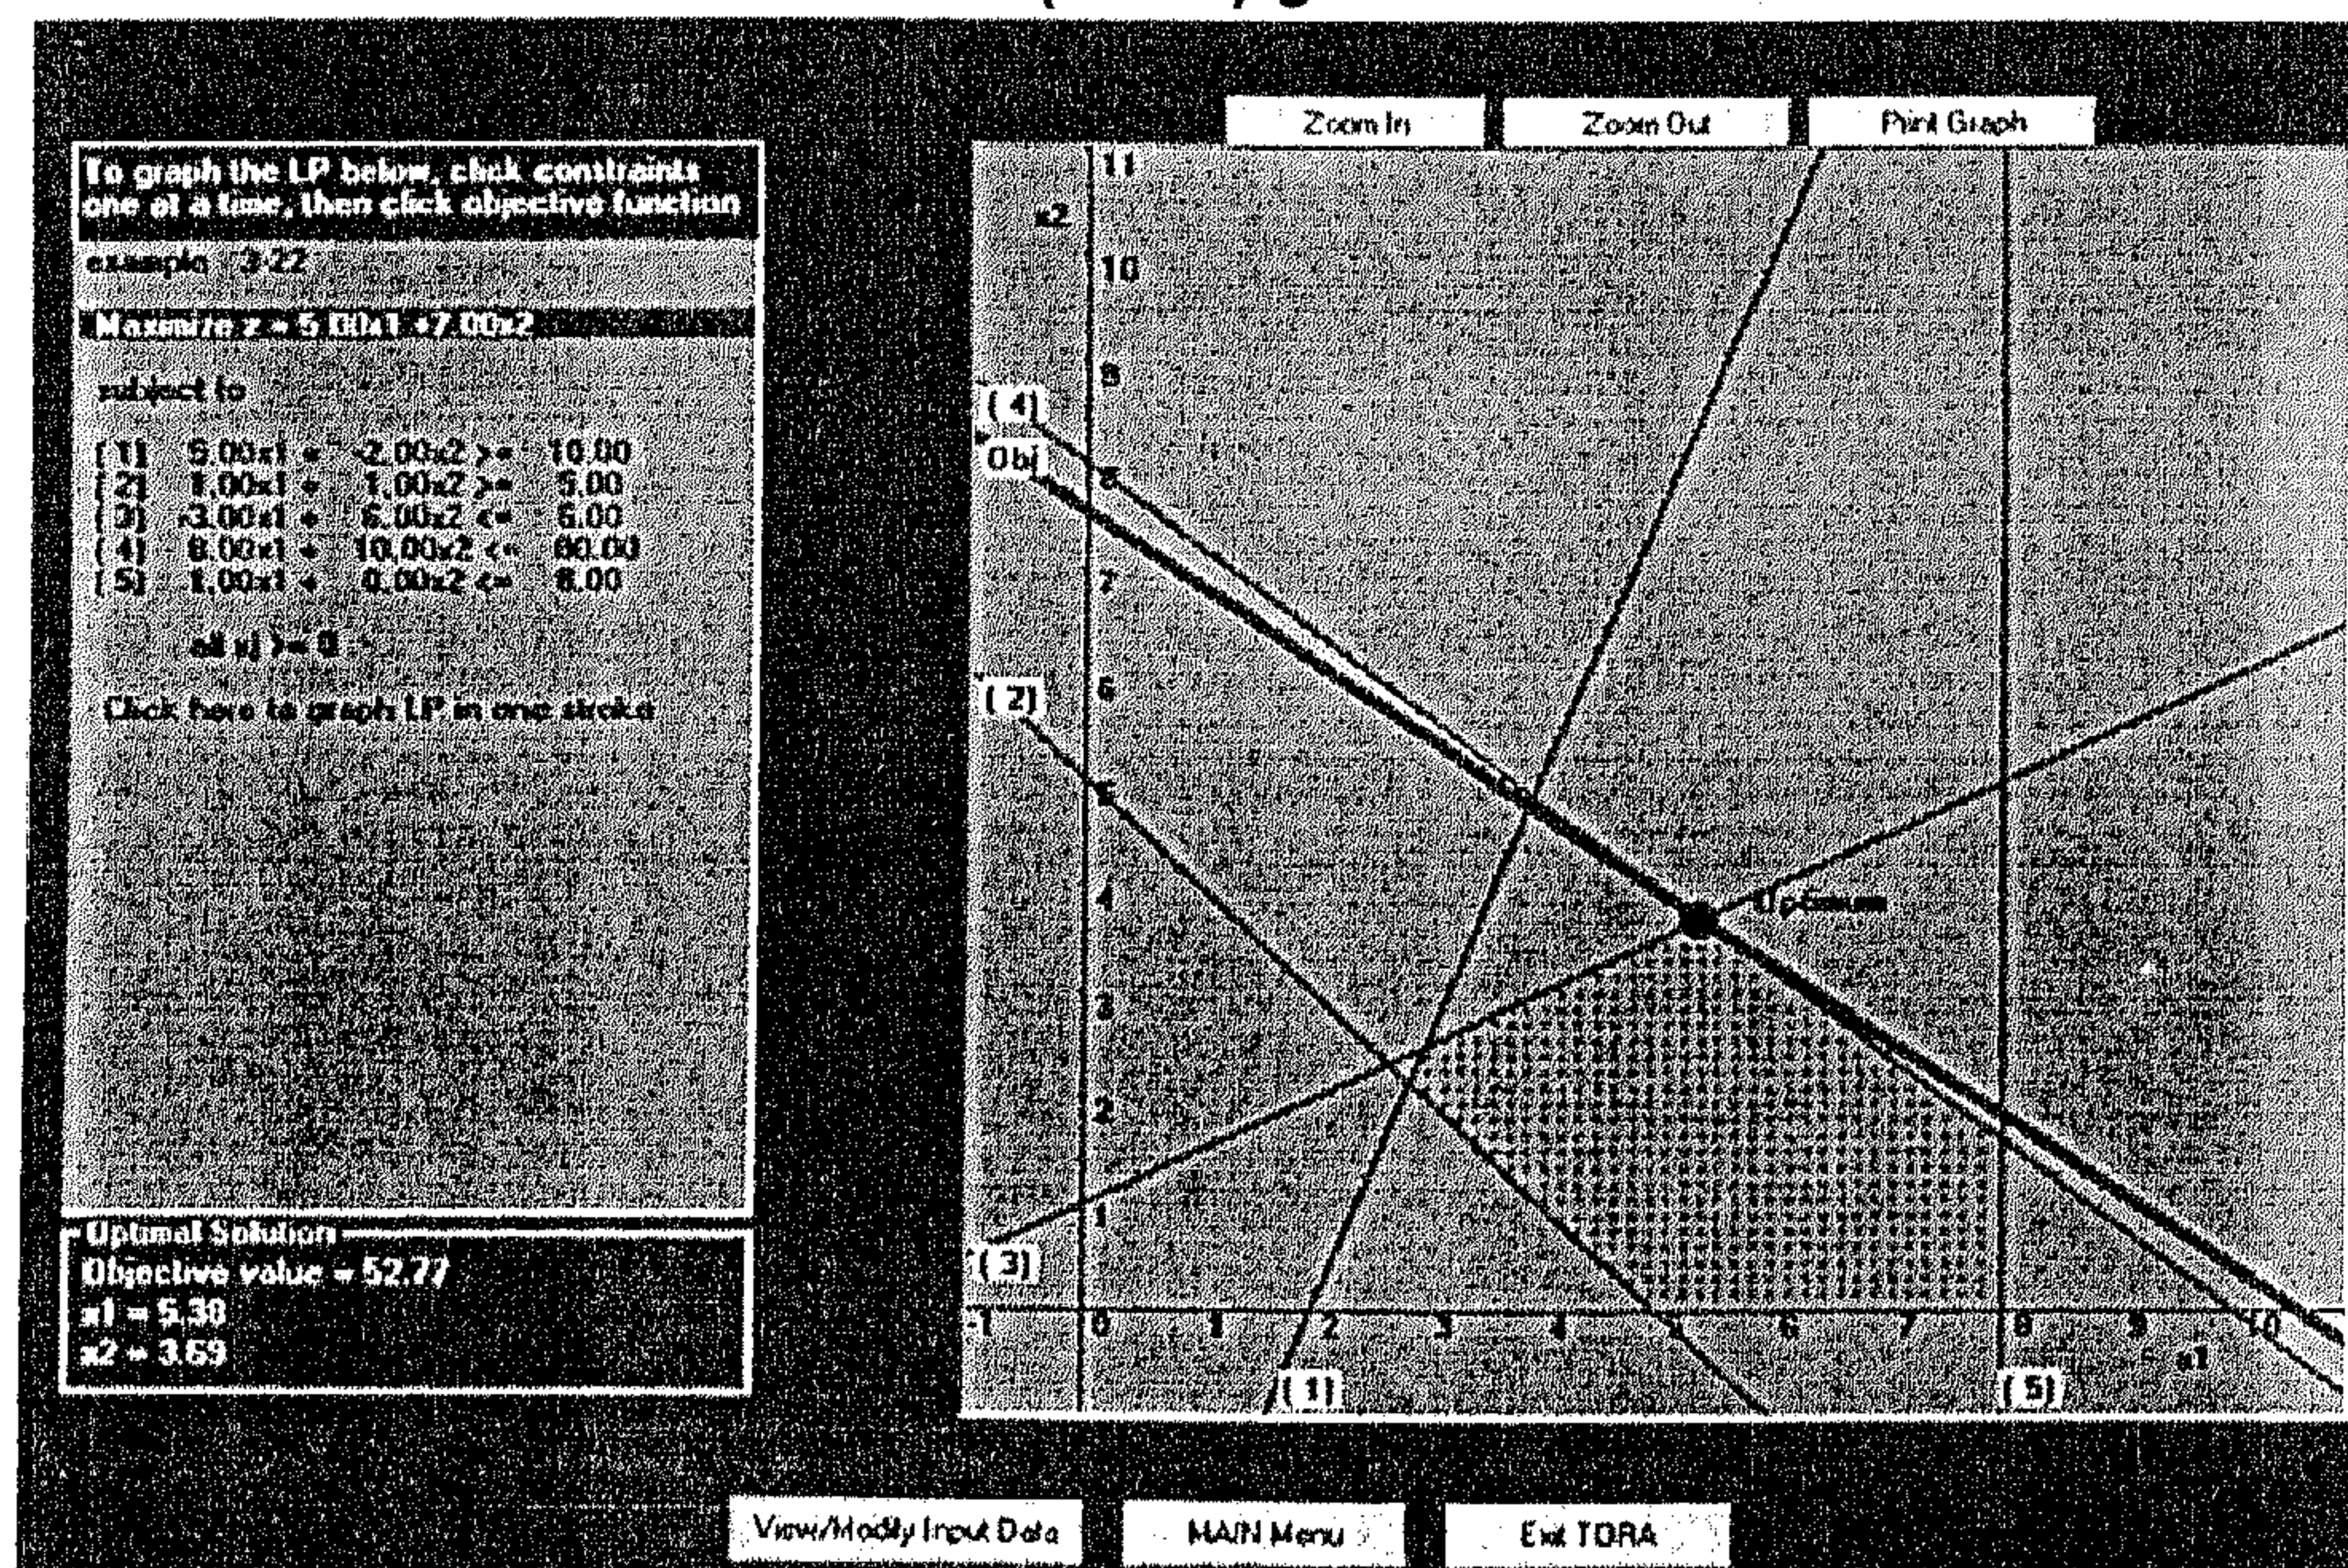 Zoom In Zoom Out Print Graph
To graph the LP below, click constraints
one at a time, then click objective function
example 3-22
Maximize z = 5.00x1 +7.00x2
subject to
(1) 5.00x1 + -2.00x2 >= 10.00
(2) 1.00x1 + 1.00x2 >= 5.00
(3) -3.00x1 + 6.00x2 <= 6.00
(4) 8.00x1 + 10.00x2 <= 80.00
(5) 1.00x1 + 0.00x2 <= 8.00
all xj >= 0
Click here to graph LP in one stroke
Optimal Solution
Objective value = 52.77
x1 = 5.38
x2 = 3.69
11
x2
10
9
(4)
Obj
8
7
(2)
6
5
4
Optimum
3
2
1
(3)
-1 0 1 2 3 4 5 6 7 8 9 10
x1
(1) (5)
View/Modify Input Data MAIN Menu Exit TORA